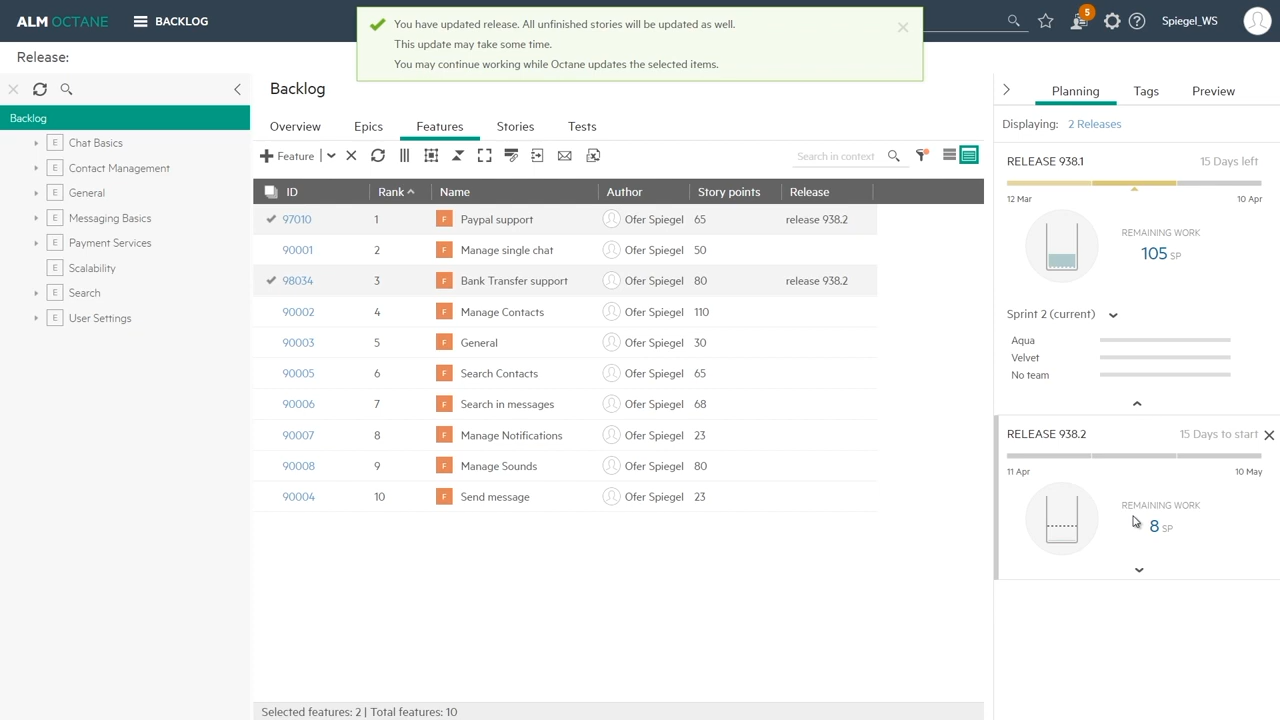 ALM OCTANE BACKLOG
You have updated release. All unfinished stories will be updated as well.
This update may take some time.
You may continue working while Octane updates the selected items.
5
Spiegel_WS
Release:
Backlog
E Chat Basics
E Contact Management
E General
E Messaging Basics
E Payment Services
E Scalability
E Search
E User Settings
Backlog
Overview Epics Features Stories Tests
Feature
Search in context
ID Rank Name Author Story points Release
97010 1 F Paypal support Ofer Spiegel 65 release 938.2
90001 2 F Manage single chat Ofer Spiegel 50
98034 3 F Bank Transfer support Ofer Spiegel 80 release 938.2
90002 4 F Manage Contacts Ofer Spiegel 110
90003 5 F General Ofer Spiegel 30
90005 6 F Search Contacts Ofer Spiegel 65
90006 7 F Search in messages Ofer Spiegel 68
90007 8 F Manage Notifications Ofer Spiegel 23
90008 9 F Manage Sounds Ofer Spiegel 80
90004 10 F Send message Ofer Spiegel 23
Selected features: 2 | Total features: 10
Planning Tags Preview
Displaying: 2 Releases
RELEASE 938.1 15 Days left
12 Mar 10 Apr
REMAINING WORK
105 SP
Sprint 2 (current)
Aqua
Velvet
No team
RELEASE 938.2 15 Days to start
11 Apr 10 May
REMAINING WORK
8 SP